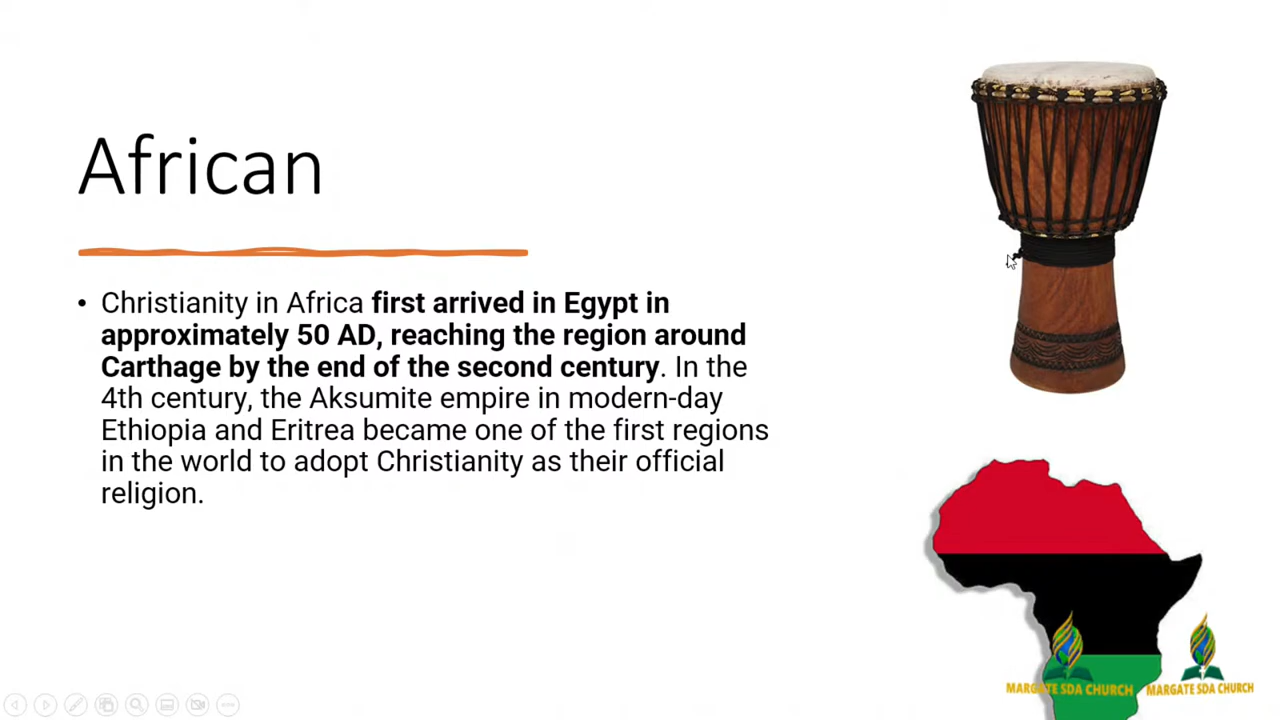 African
• Christianity in Africa first arrived in Egypt in
approximately 50 AD, reaching the region around
Carthage by the end of the second century. In the
4th century, the Aksumite empire in modern-day
Ethiopia and Eritrea became one of the first regions
in the world to adopt Christianity as their official
religion.
MARGATE SDA CHURCH
MARGATE SDA CHURCH